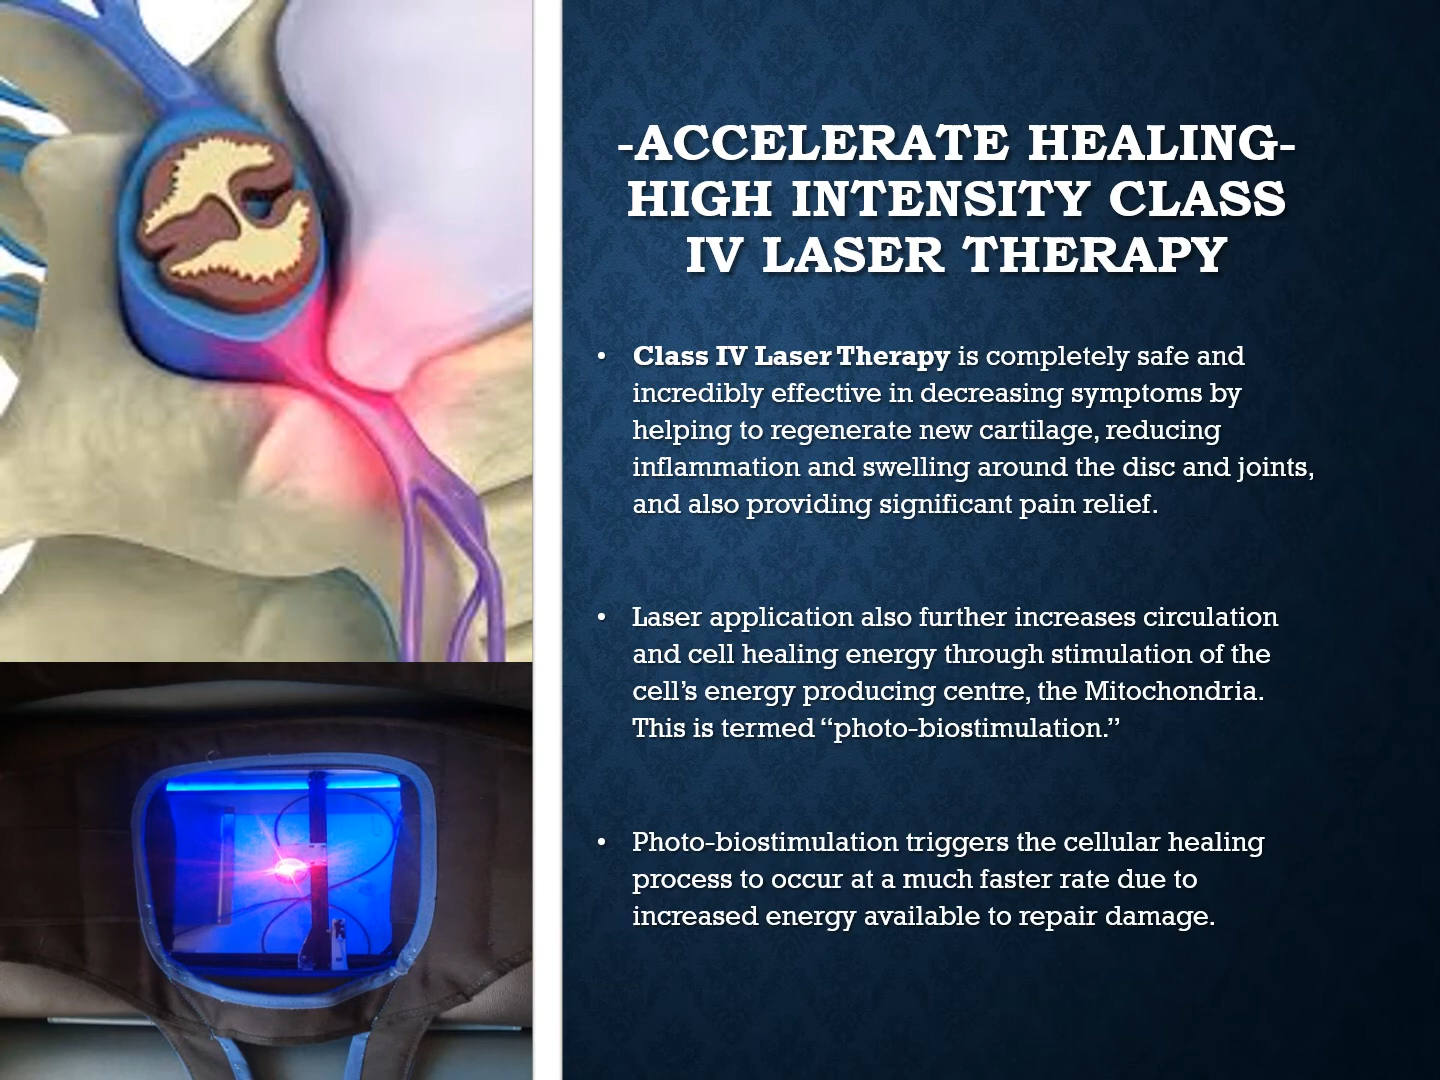 -ACCELERATE HEALING-
HIGH INTENSITY CLASS
IV LASER THERAPY
• Class IV Laser Therapy is completely safe and
incredibly effective in decreasing symptoms by
helping to regenerate new cartilage, reducing
inflammation and swelling around the disc and joints,
and also providing significant pain relief.
• Laser application also further increases circulation
and cell healing energy through stimulation of the
cell’s energy producing centre, the Mitochondria.
This is termed “photo-biostimulation.”
• Photo-biostimulation triggers the cellular healing
process to occur at a much faster rate due to
increased energy available to repair damage.